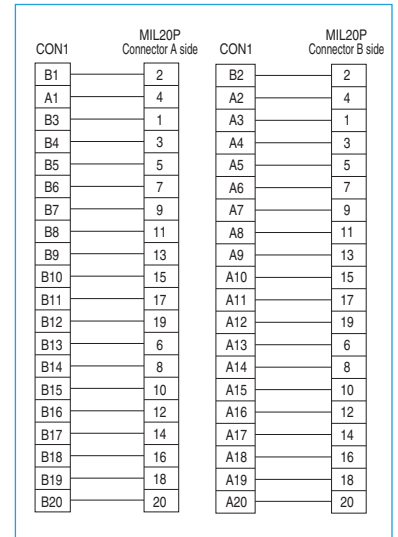 MIL20P MIL20P
CON1 Connector A side CON1 Connector B side
B1 2 B2 2
A1 4 A2 4
B3 1 A3 1
B4 3 A4 3
B5 5 A5 5
B6 7 A6 7
B7 9 A7 9
B8 11 A8 11
B9 13 A9 13
B10 15 A10 15
B11 17 A11 17
B12 19 A12 19
B13 6 A13 6
B14 8 A14 8
B15 10 A15 10
B16 12 A16 12
B17 14 A17 14
B18 16 A18 16
B19 18 A19 18
B20 20 A20 20